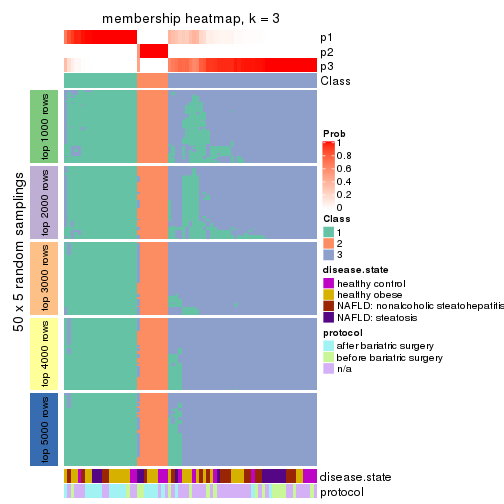 membership heatmap, k = 3
p1
p2
p3
Class
50 x 5 random samplings
top 1000 rows
top 2000 rows
top 3000 rows
top 4000 rows
top 5000 rows
disease.state
protocol
Prob
1
0.8
0.6
0.4
0.2
0
Class
1
2
3
disease.state
healthy control
healthy obese
NAFLD: nonalcoholic steatohepatitis
NAFLD: steatosis
protocol
after bariatric surgery
before bariatric surgery
n/a